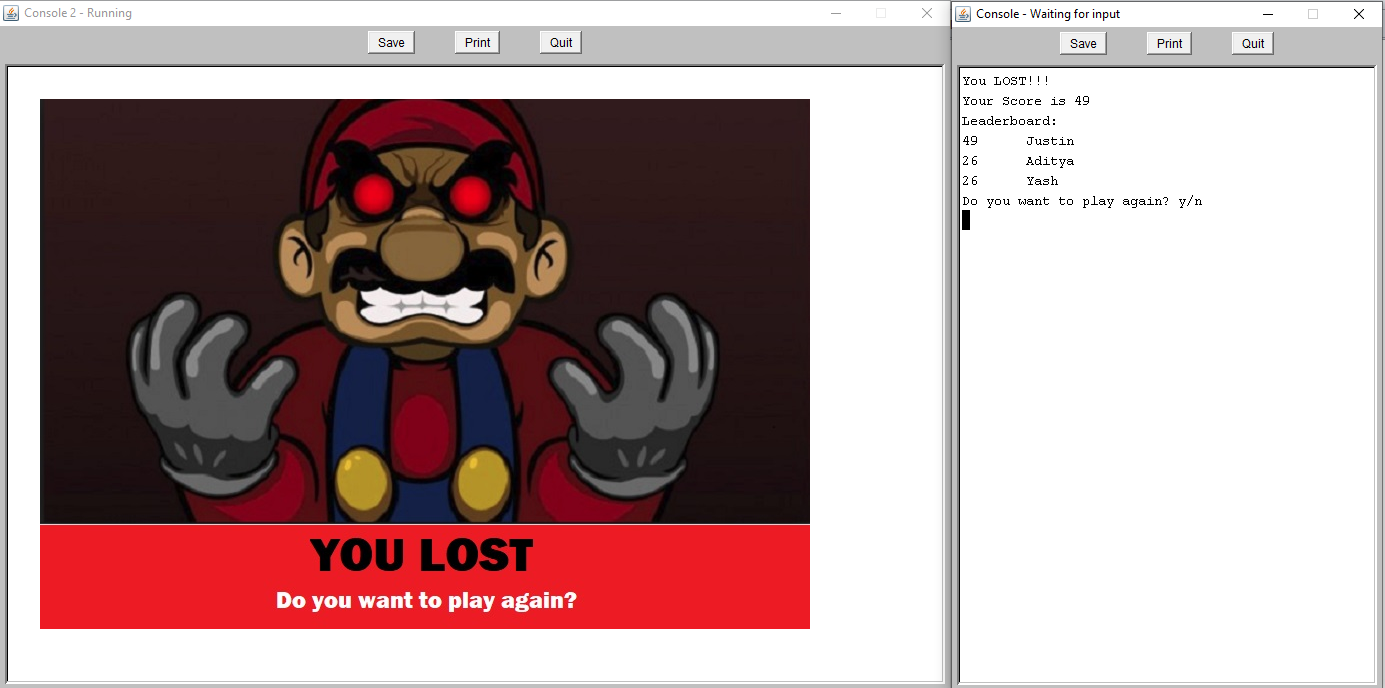 Console 2 - Running
Save Print Quit
YOU LOST
Do you want to play again?
Console - Waiting for input
Save Print Quit
You LOST!!!
Your Score is 49
Leaderboard:
49 Justin
26 Aditya
26 Yash
Do you want to play again? y/n